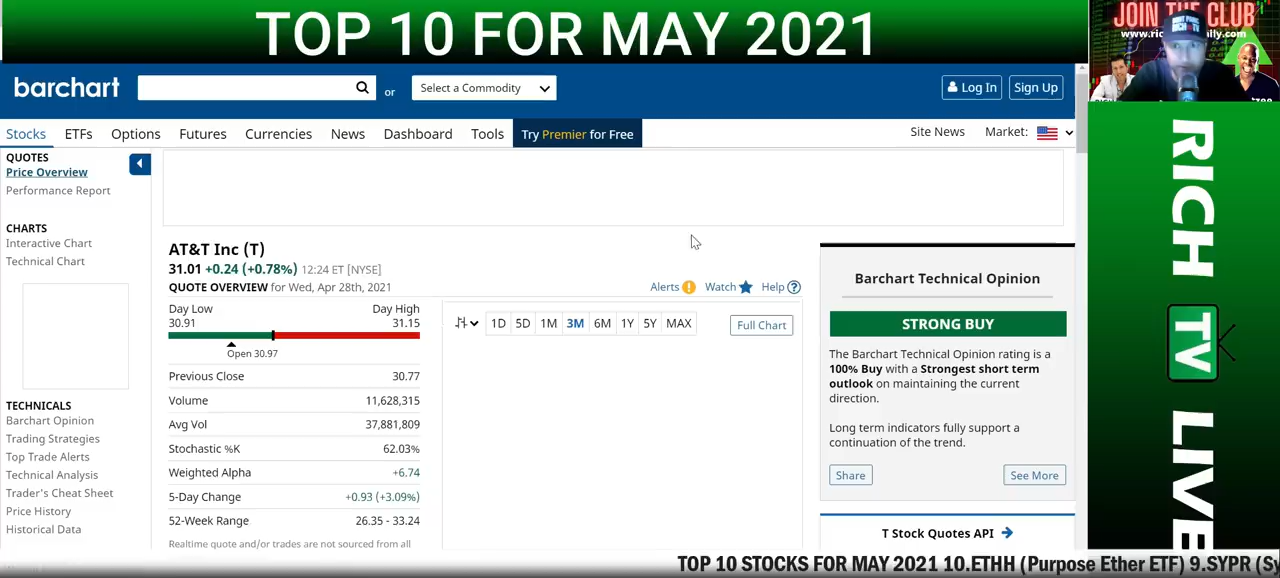 TOP 10 FOR MAY 2021
JOIN THE CLUB
barchart
or
Select a Commodity
Log In
Sign Up
Stocks
ETFs
Options
Futures
Currencies
News
Dashboard
Tools
Try Premier for Free
Site News
Market:
QUOTES
Price Overview
Performance Report
CHARTS
Interactive Chart
Technical Chart
TECHNICALS
Barchart Opinion
Trading Strategies
Top Trade Alerts
Technical Analysis
Trader's Cheat Sheet
Price History
Historical Data
AT&T Inc (T)
31.01 +0.24 (+0.78%) 12:24 ET [NYSE]
QUOTE OVERVIEW for Wed, Apr 28th, 2021
Day Low
Day High
30.91
31.15
Open 30.97
Previous Close 30.77
Volume 11,628,315
Avg Vol 37,881,809
Stochastic %K 62.03%
Weighted Alpha +6.74
5-Day Change +0.93 (+3.09%)
52-Week Range 26.35 - 33.24
Realtime quote and/or trades are not sourced from all
Alerts
Watch
Help
1D 5D 1M 3M 6M 1Y 5Y MAX
Full Chart
Barchart Technical Opinion
STRONG BUY
The Barchart Technical Opinion rating is a
100% Buy with a Strongest short term
outlook on maintaining the current
direction.
Long term indicators fully support a
continuation of the trend.
Share
See More
T Stock Quotes API
RICH
TV
LIVE
TOP 10 STOCKS FOR MAY 2021 10.ETHH (Purpose Ether ETF) 9.SYPR (Sy